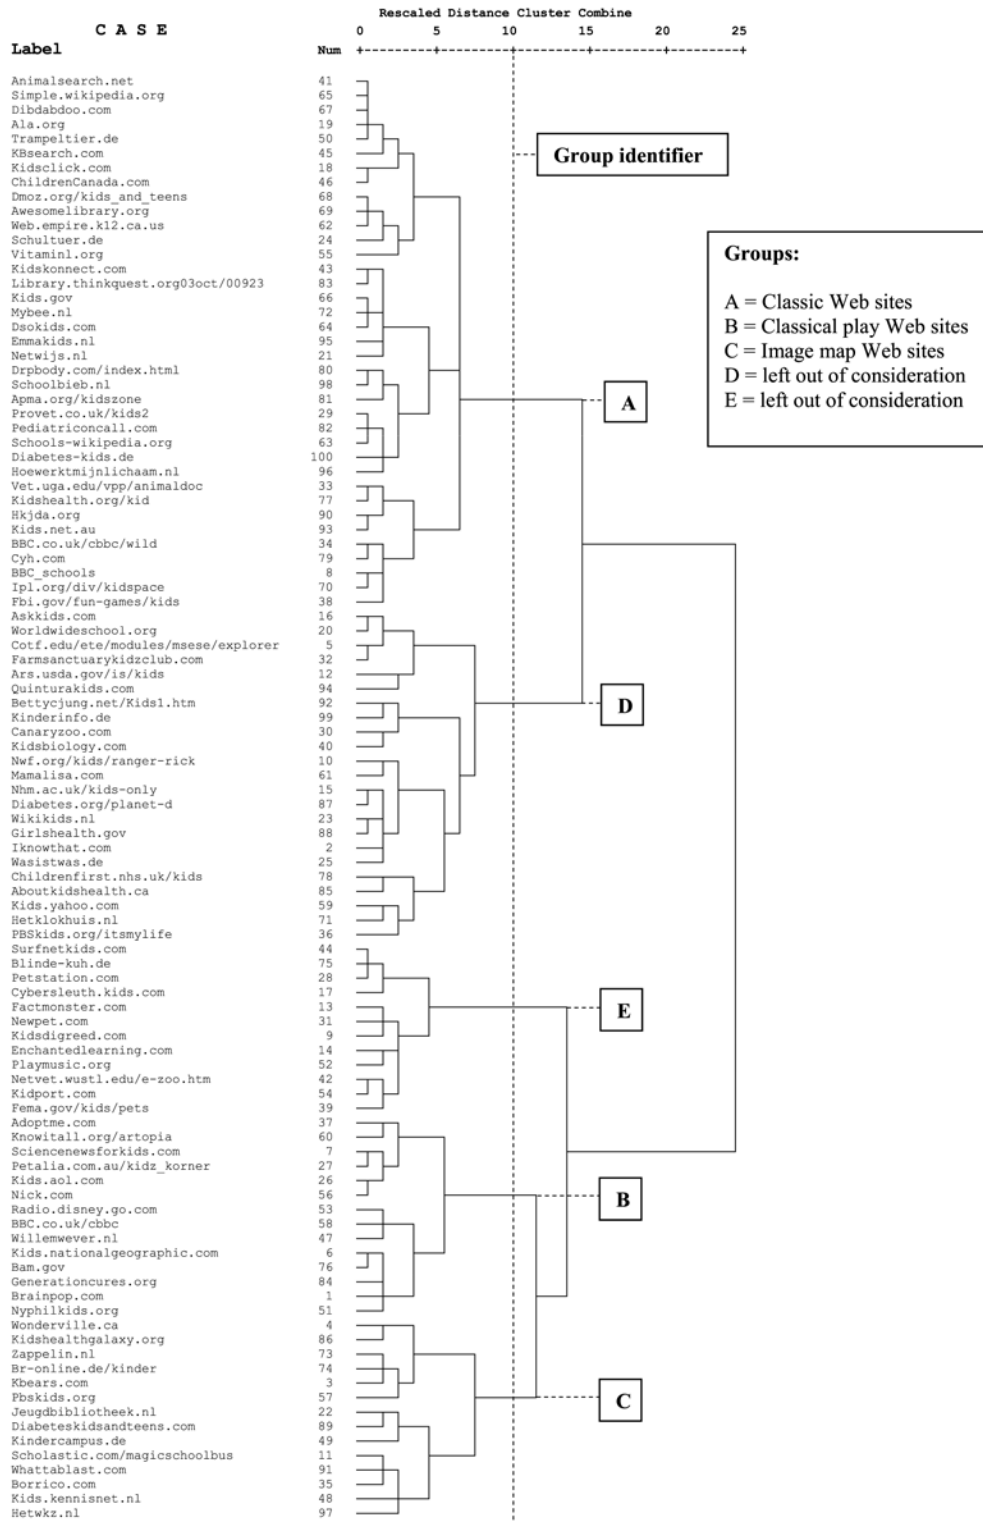 Rescaled Distance Cluster Combine
C A S E 0 5 10 15 20 25
Label Num +---------+---------+---------+---------+---------+
Animalsearch.net 41
Simple.wikipedia.org 65
Dibdabdoo.com 67
Ala.org 19
Trampeltier.de 50
KBsearch.com 45
Kidsclick.com 18
ChildrenCanada.com 46
Dmoz.org/kids_and_teens 68
Awesomelibrary.org 69
Web.empire.k12.ca.us 62
Schultuer.de 24
Vitamin1.org 55
Kidskonnect.com 43
Library.thinkquest.org03oct/00923 83
Kids.gov 66
Mybee.nl 72
Dsokids.com 64
Emmakids.nl 95
Netwijs.nl 21
Drpbody.com/index.html 80
Schoolbieb.nl 98
Apma.org/kidszone 81
Provet.co.uk/kids2 29
Pediatriconcall.com 82
Schools-wikipedia.org 63
Diabetes-kids.de 100
Hoewerktmijnlichaam.nl 96
Vet.uga.edu/vpp/animaldoc 33
Kidshealth.org/kid 77
Hkjda.org 90
Kids.net.au 93
BBC.co.uk/cbbc/wild 34
Cyh.com 79
BBC_schools 8
Ipl.org/div/kidspace 70
Fbi.gov/fun-games/kids 38
Askkids.com 16
Worldwideschool.org 20
Cotf.edu/ete/modules/msese/explorer 5
Farmsanctuarykidzclub.com 32
Ars.usda.gov/is/kids 12
Quinturakids.com 94
Bettycjung.net/Kids1.htm 92
Kinderinfo.de 99
Canaryzoo.com 30
Kidsbiology.com 40
Nwf.org/kids/ranger-rick 10
Mamalisa.com 61
Nhm.ac.uk/kids-only 15
Diabetes.org/planet-d 87
Wikikids.nl 23
Girlshealth.gov 88
Iknowthat.com 2
Wasistwas.de 25
Childrenfirst.nhs.uk/kids 78
Aboutkidshealth.ca 85
Kids.yahoo.com 59
Hetklokhuis.nl 71
PBSkids.org/itsmylife 36
Surfnetkids.com 44
Blinde-kuh.de 75
Petstation.com 28
Cybersleuth.kids.com 17
Factmonster.com 13
Newpet.com 31
Kidsdigreed.com 9
Enchantedlearning.com 14
Playmusic.org 52
Netvet.wustl.edu/e-zoo.htm 42
Kidport.com 54
Fema.gov/kids/pets 39
Adoptme.com 37
Knowitall.org/artopia 60
Sciencenewsforkids.com 7
Petalia.com.au/kidz_korner 27
Kids.aol.com 26
Nick.com 56
Radio.disney.go.com 53
BBC.co.uk/cbbc 58
Willemwever.nl 47
Kids.nationalgeographic.com 6
Bam.gov 76
Generationcures.org 84
Brainpop.com 1
Nyphilkids.org 51
Wonderville.ca 4
Kidshealthgalaxy.org 86
Zappelin.nl 73
Br-online.de/kinder 74
Kbears.com 3
Pbskids.org 57
Jeugdbibliotheek.nl 22
Diabeteskidsandteens.com 89
Kindercampus.de 49
Scholastic.com/magicschoolbus 11
Whattablast.com 91
Borrico.com 35
Kids.kennisnet.nl 48
Hetwkz.nl 97
Group identifier
Groups:
A = Classic Web sites
B = Classical play Web sites
C = Image map Web sites
D = left out of consideration
E = left out of consideration
A
D
E
B
C